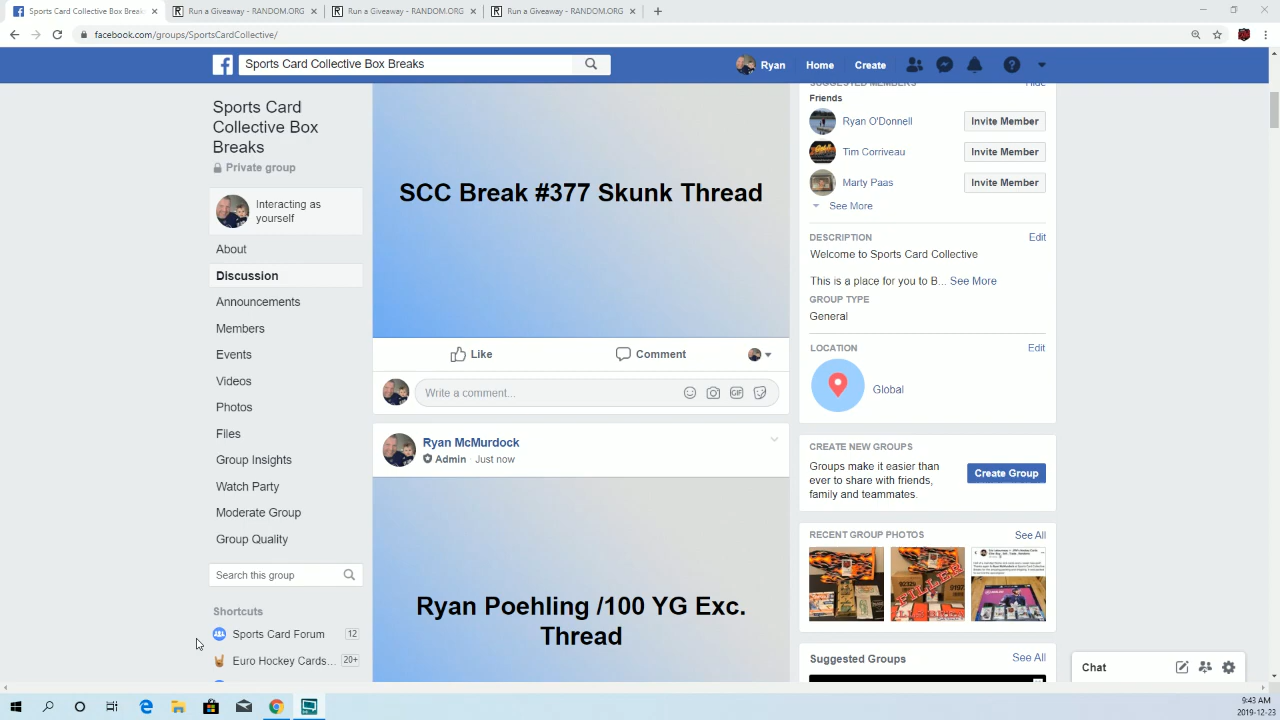 Sports Card Collective Box Breaks
Run a Giveaway - RANDOM.ORG
Run a Giveaway - RANDOM.ORG
Run a Giveaway - RANDOM.ORG
facebook.com/groups/SportsCardCollective/
Sports Card Collective Box Breaks
Ryan
Home
Create
Sports Card
Collective Box
Breaks
Private group
Interacting as
yourself
About
Discussion
Announcements
Members
Events
Videos
Photos
Files
Group Insights
Watch Party
Moderate Group
Group Quality
Search this group
Shortcuts
Sports Card Forum 12
Euro Hockey Cards... 20+
SCC Break #377 Skunk Thread
Like
Comment
Write a comment...
GIF
Ryan McMurdock
Admin Just now
Ryan Poehling /100 YG Exc.
Thread
SUGGESTED MEMBERS Hide
Friends
Ryan O'Donnell Invite Member
Tim Corriveau Invite Member
Marty Paas Invite Member
See More
DESCRIPTION Edit
Welcome to Sports Card Collective
This is a place for you to B... See More
GROUP TYPE
General
LOCATION Edit
Global
CREATE NEW GROUPS
Groups make it easier than
ever to share with friends,
family and teammates.
Create Group
RECENT GROUP PHOTOS See All
FILLER
Suggested Groups See All
Chat
9:43 AM
2019-12-23